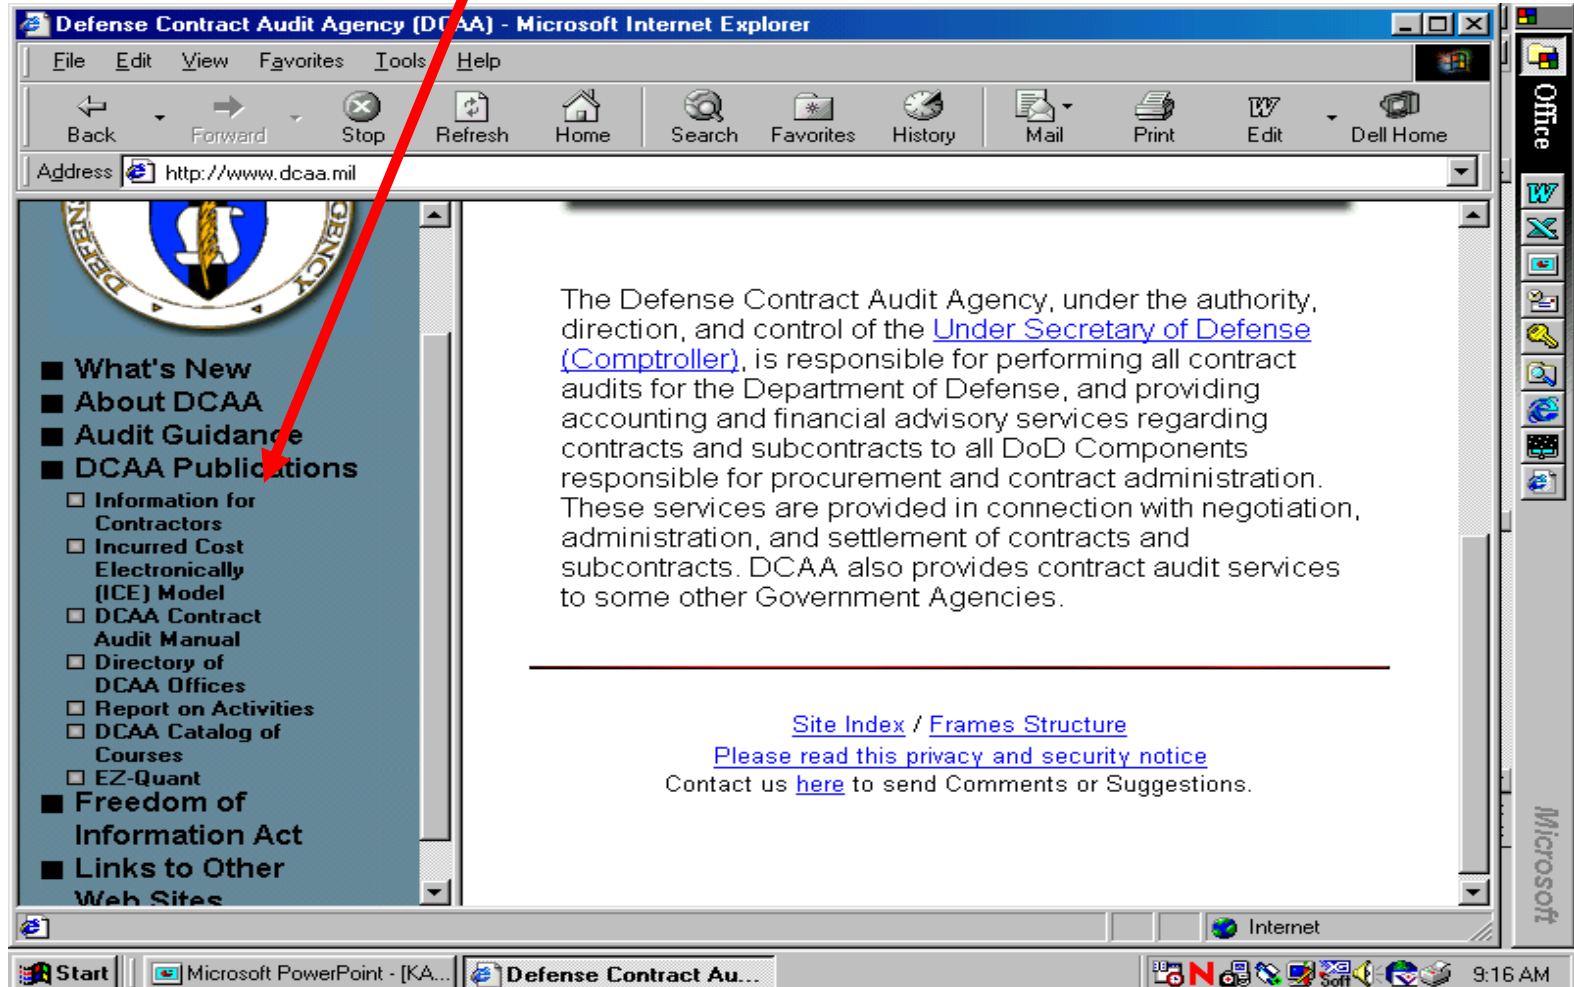 Defense Contract Audit Agency (DCAA) - Microsoft Internet Explorer
File Edit View Favorites Tools Help
Back Forward Stop Refresh Home Search Favorites History Mail Print Edit Dell Home
Address http://www.dcaa.mil
DEFENSE AGENCY
What's New
About DCAA
Audit Guidance
DCAA Publications
Information for
Contractors
Incurred Cost
Electronically
(ICE) Model
DCAA Contract
Audit Manual
Directory of
DCAA Offices
Report on Activities
DCAA Catalog of
Courses
EZ-Quant
Freedom of
Information Act
Links to Other
Web Sites
The Defense Contract Audit Agency, under the authority,
direction, and control of the Under Secretary of Defense
(Comptroller), is responsible for performing all contract
audits for the Department of Defense, and providing
accounting and financial advisory services regarding
contracts and subcontracts to all DoD Components
responsible for procurement and contract administration.
These services are provided in connection with negotiation,
administration, and settlement of contracts and
subcontracts. DCAA also provides contract audit services
to some other Government Agencies.
Site Index / Frames Structure
Please read this privacy and security notice
Contact us here to send Comments or Suggestions.
Internet
Office
Microsoft
Start Microsoft PowerPoint - [KA... Defense Contract Au... 9:16 AM